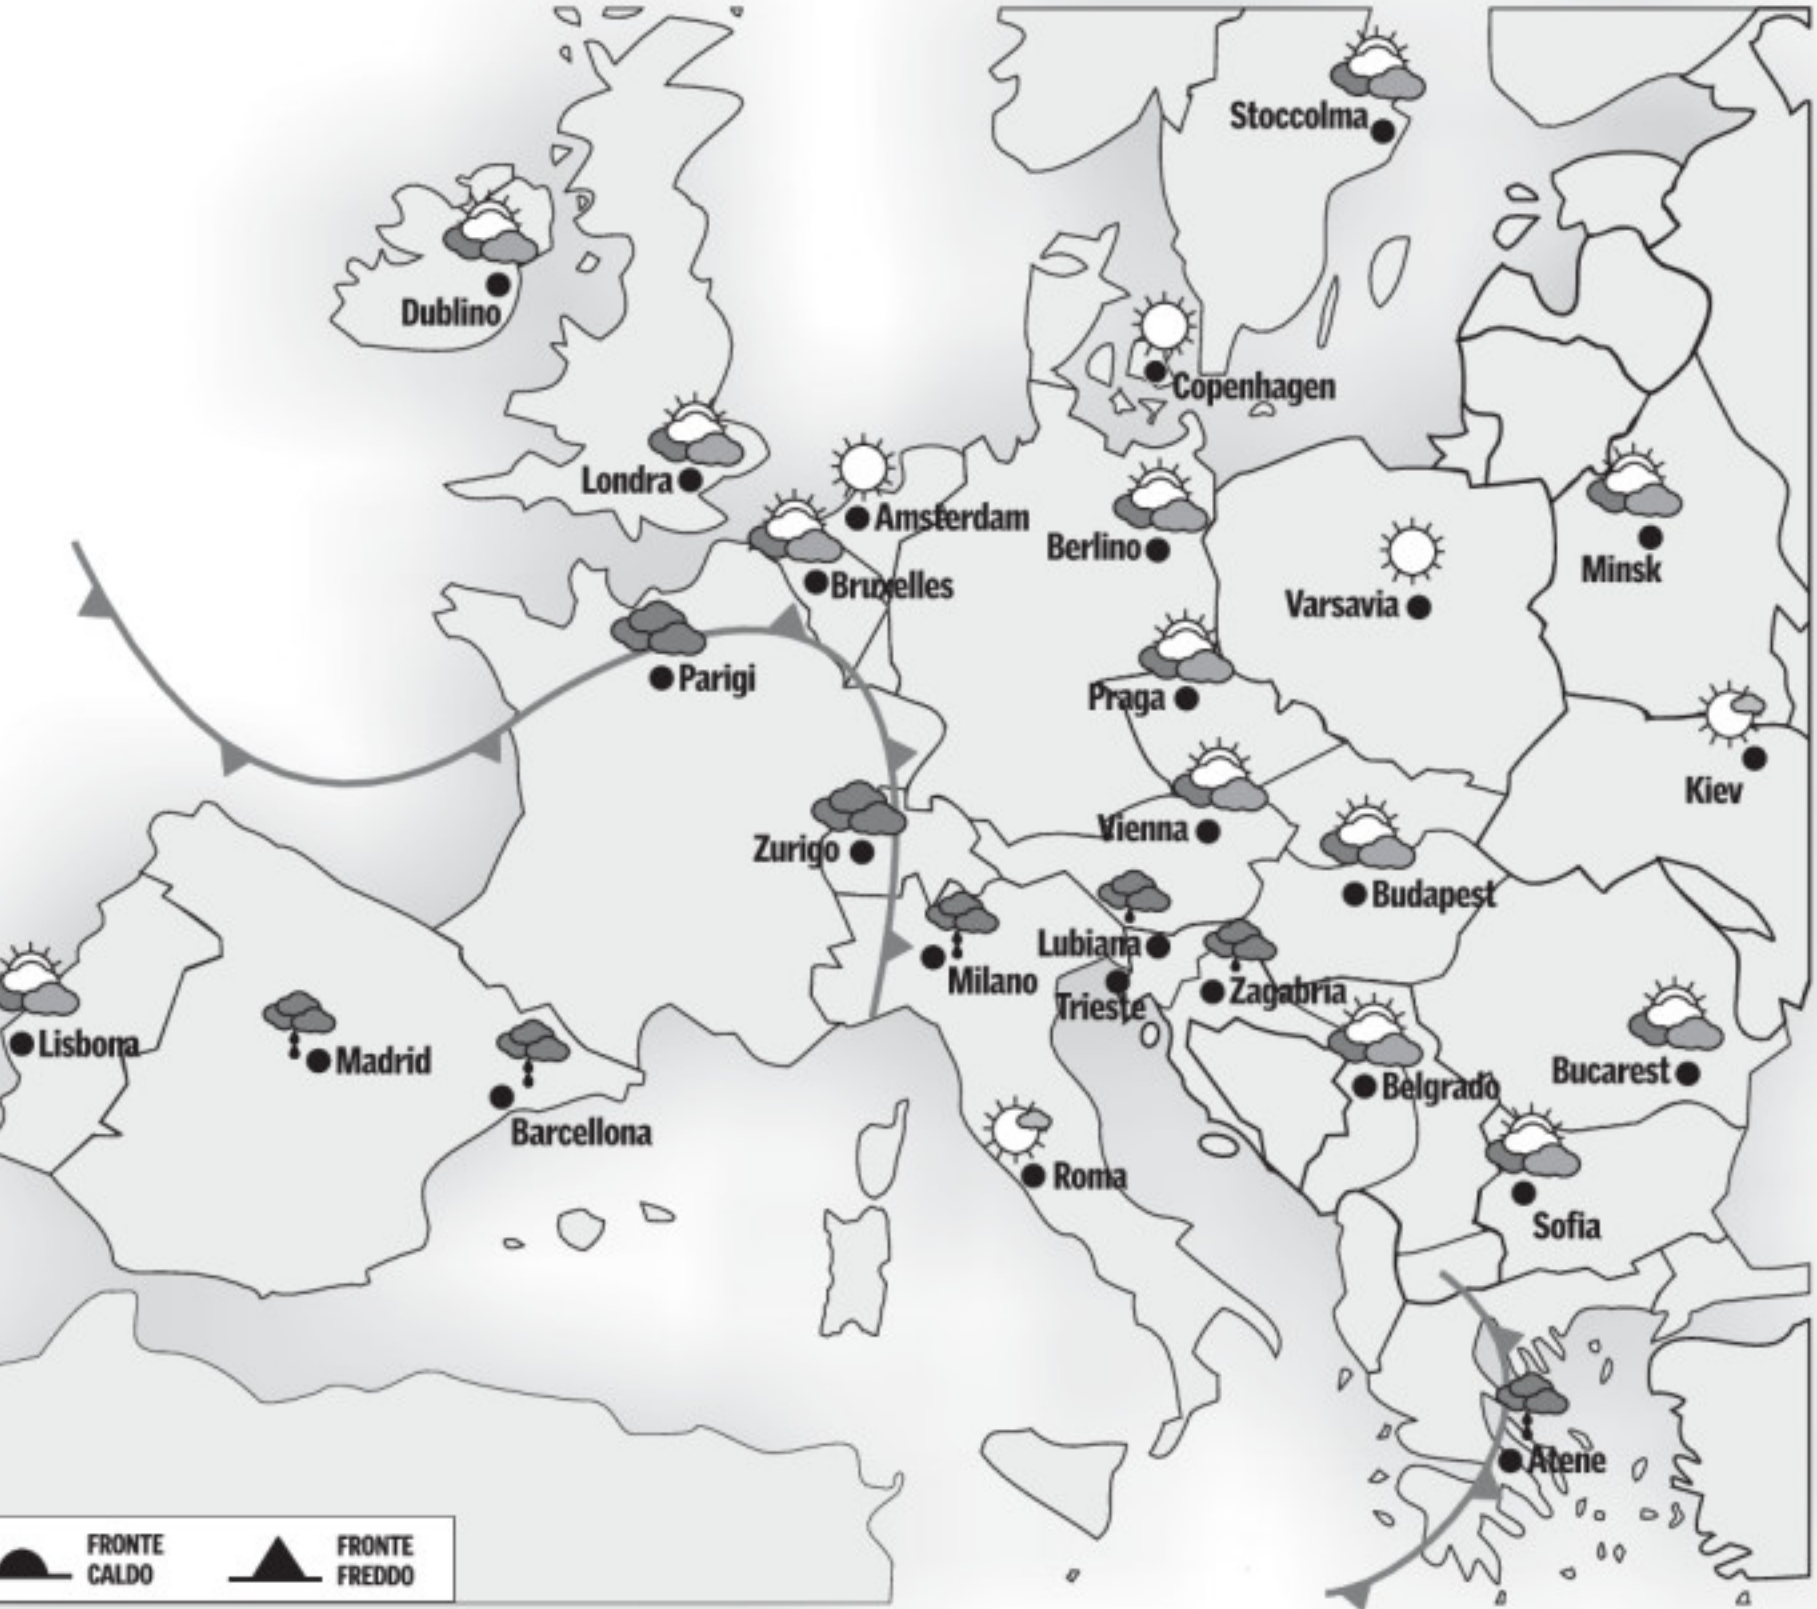 Stoccolma
Dublino
Copenhagen
Londra
Amsterdam
Berlino
Minsk
Bruxelles
Varsavia
Parigi
Praga
Kiev
Vienna
Zurigo
Budapest
Lubiana
Milano
Zagabria
Trieste
Lisbona
Madrid
Belgrado
Bucarest
Barcellona
Roma
Sofia
Atene
FRONTE
CALDO
FRONTE
FREDDO